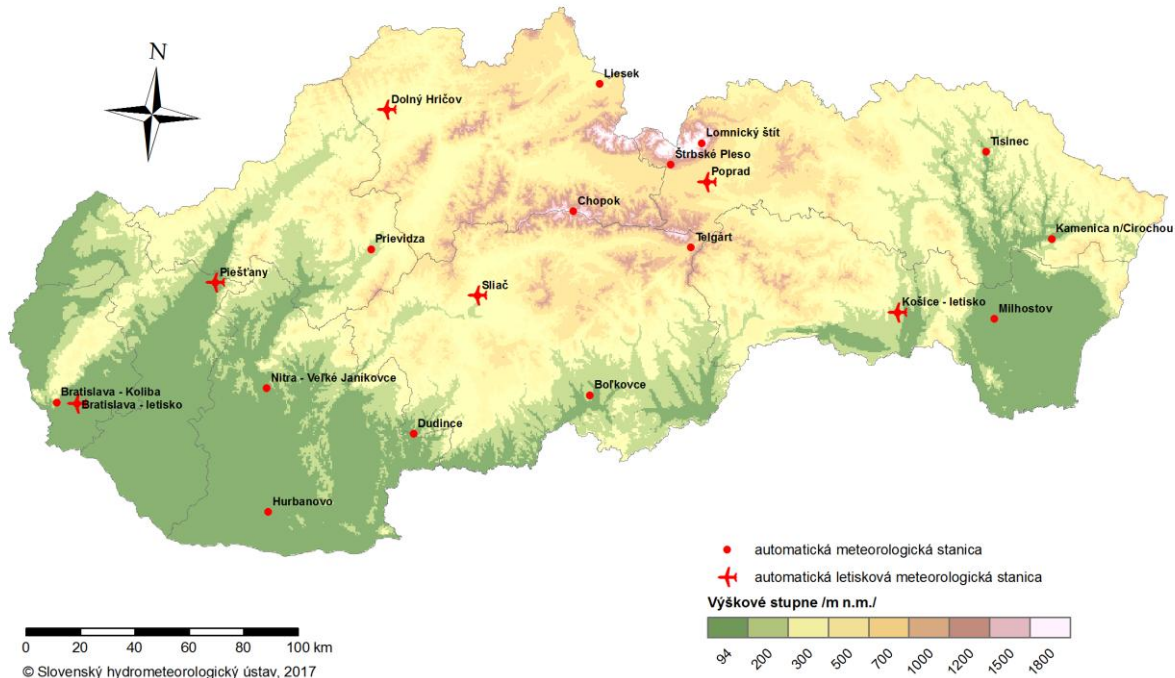 N
Liesek
Dolný Hričov
Lomnický štít
Tisinec
Štrbské Pleso
Poprad
Chopok
Kamenica n/Cirochou
Prievidza
Telgárt
Piešťany
Sliač
Košice - letisko
Milhostov
Nitra - Veľké Janíkovce
Boľkovce
Bratislava - Koliba
Bratislava - letisko
Dudince
Hurbanovo
automatická meteorologická stanica
automatická letisková meteorologická stanica
Výškové stupne /m n.m./
94 200 300 500 700 1000 1200 1500 1800
0 20 40 60 80 100 km
© Slovenský hydrometeorologický ústav, 2017